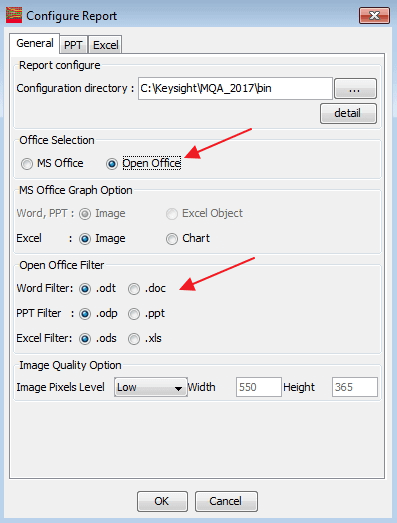 Configure Report
General PPT Excel
Report configure
Configuration directory : C:\Keysight\MQA_2017\bin ...
detail
Office Selection
MS Office Open Office
MS Office Graph Option
Word, PPT : Image Excel Object
Excel : Image Chart
Open Office Filter
Word Filter: .odt .doc
PPT Filter : .odp .ppt
Excel Filter: .ods .xls
Image Quality Option
Image Pixels Level Low Width 550 Height 365
OK Cancel